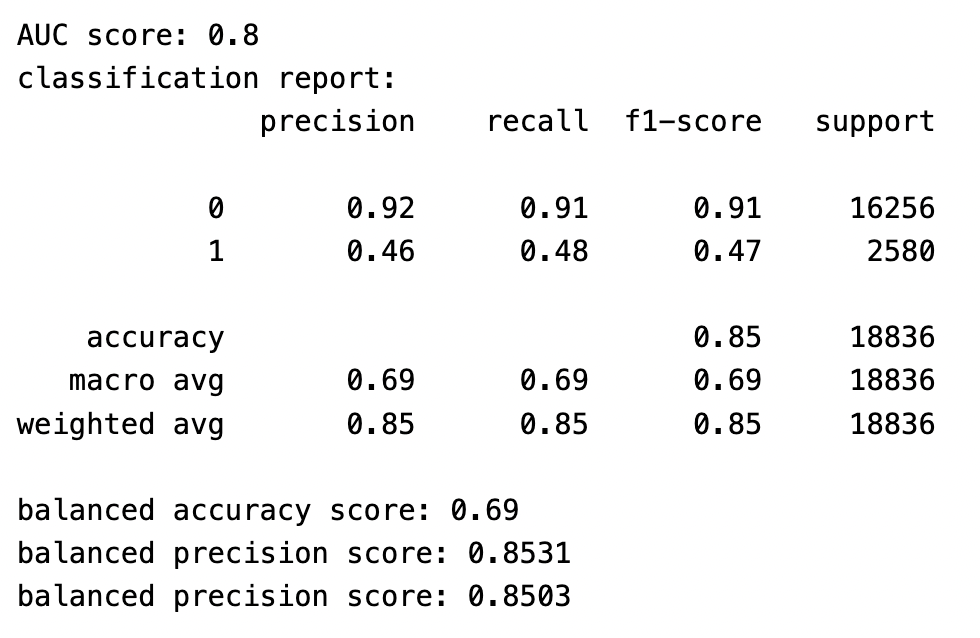 AUC score: 0.8
classification report:
precision recall f1-score support
0 0.92 0.91 0.91 16256
1 0.46 0.48 0.47 2580
accuracy 0.85 18836
macro avg 0.69 0.69 0.69 18836
weighted avg 0.85 0.85 0.85 18836
balanced accuracy score: 0.69
balanced precision score: 0.8531
balanced precision score: 0.8503